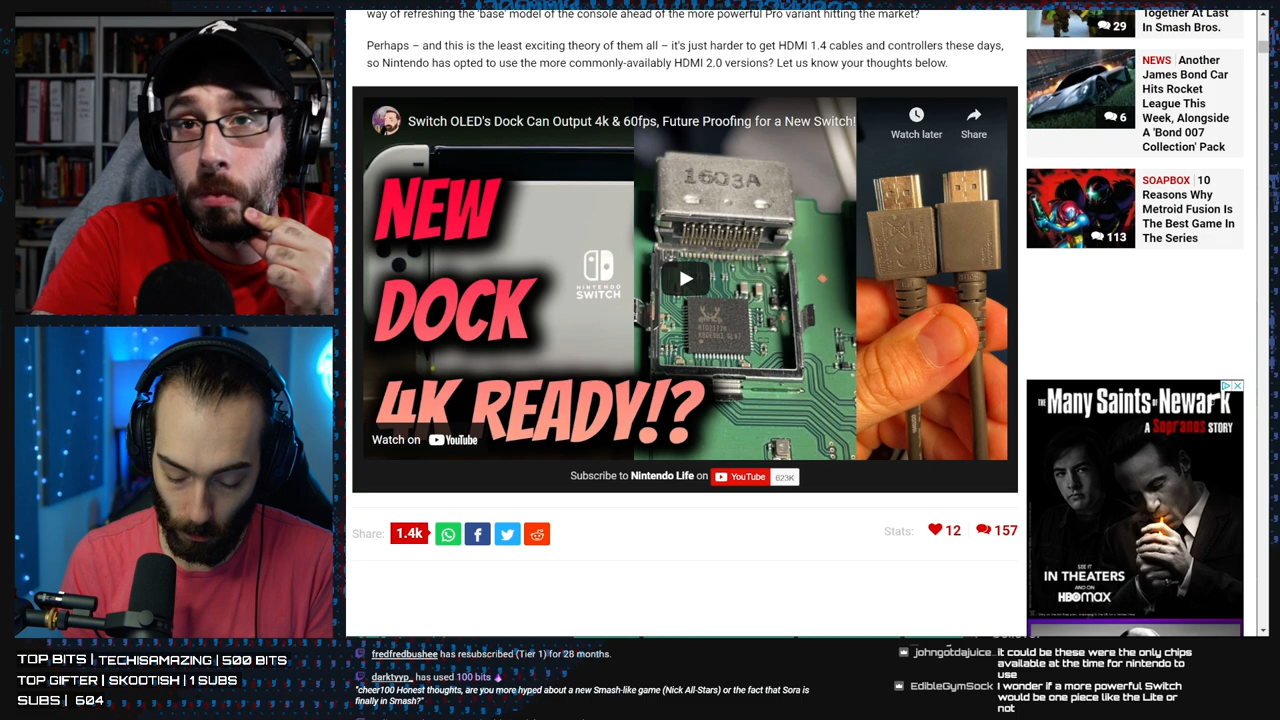 way of refreshing the 'base' model of the console ahead of the more powerful Pro variant hitting the market?
Perhaps – and this is the least exciting theory of them all – it's just harder to get HDMI 1.4 cables and controllers these days,
so Nintendo has opted to use the more commonly-available HDMI 2.0 versions? Let us know your thoughts below.
Switch OLED's Dock Can Output 4k & 60fps, Future Proofing for a New Switch!
Watch later
Share
NEW
DOCK
4K READY!?
NINTENDO
SWITCH
1603A
Watch on YouTube
Subscribe to Nintendo Life on YouTube 623K
Share: 1.4k
Stats: 12 157
Together At Last
In Smash Bros.
29
NEWS Another
James Bond Car
Hits Rocket
League This
Week, Alongside
A 'Bond 007
Collection' Pack
6
SOAPBOX 10
Reasons Why
Metroid Fusion Is
The Best Game In
The Series
113
THE Many Saints of Newark
A Sopranos STORY
SEE IT
IN THEATERS
AND ON
HBOMAX
TOP BITS | TECHISAMAZING | 500 BITS
TOP GIFTER | SKOOTISH | 1 SUBS
SUBS | 604
fredfredbushee has resubscribed (Tier 1) for 28 months.
darktyyp_ has used 100 bits
"cheer100 Honest thoughts, are you more hyped about a new Smash-like game (Nick All-Stars) or the fact that Sora is
finally in Smash?"
johngotdajuice_ it could be these were the only chips
available at the time for nintendo to
use
EdibleGymSock I wonder if a more powerful Switch
would be one piece like the Lite or
not